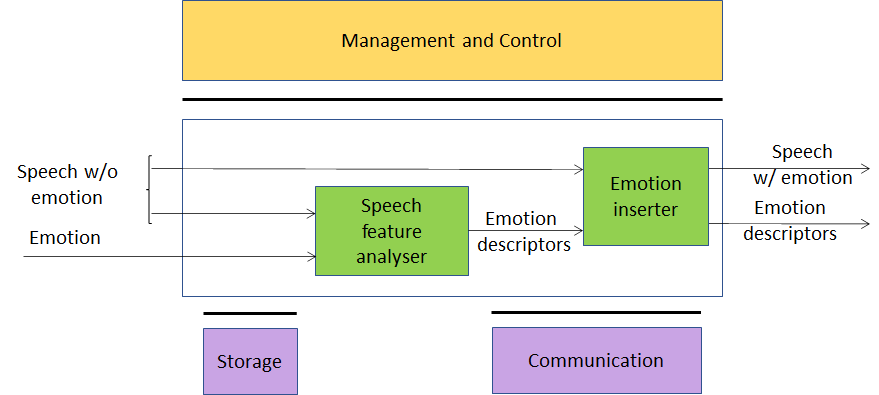 Management and Control
Speech w/o
emotion
Emotion
Speech
feature
analyser
Emotion
descriptors
Emotion
inserter
Speech
w/ emotion
Emotion
descriptors
Storage
Communication